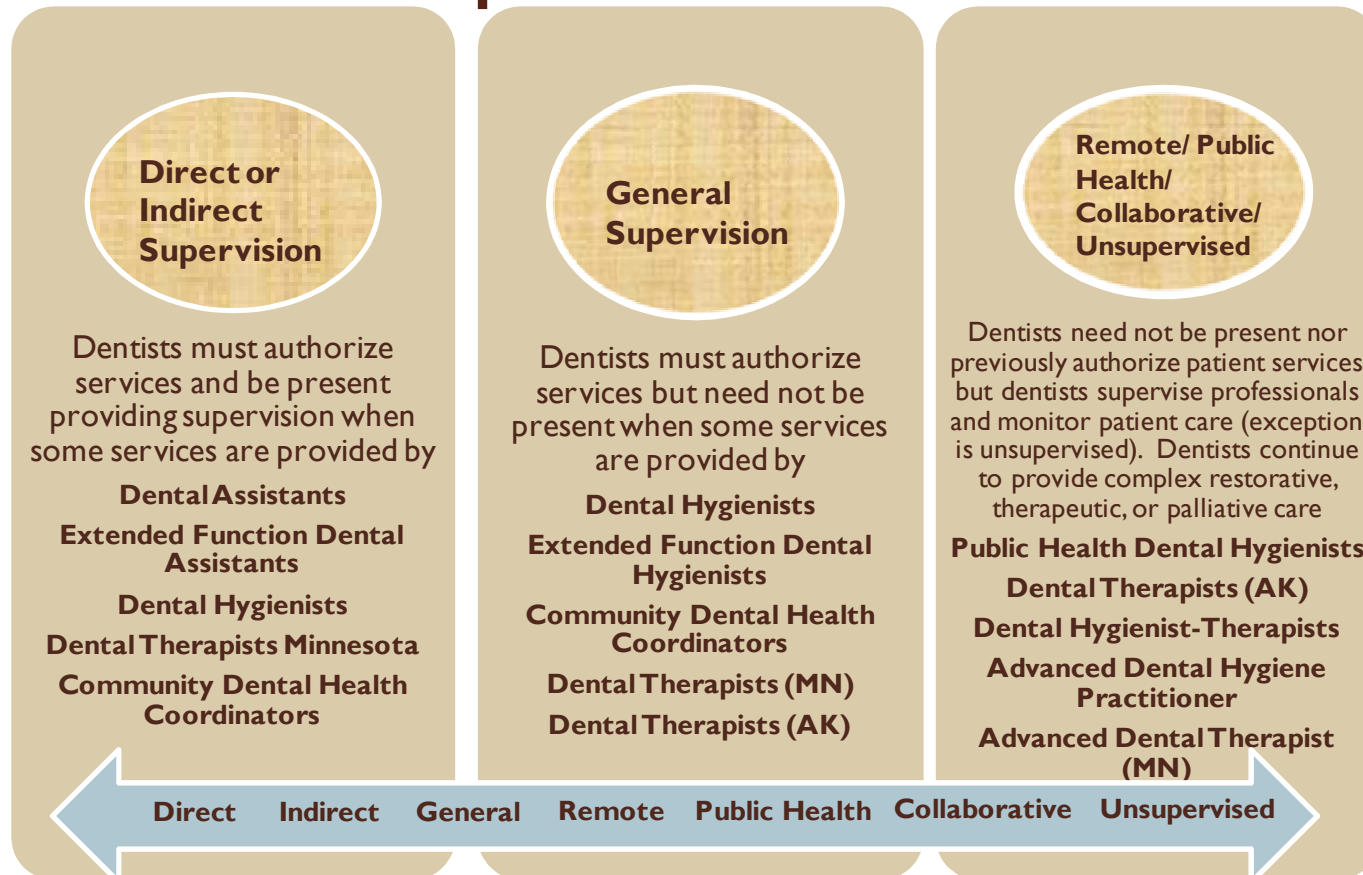 Direct or
Indirect
Supervision
Dentists must authorize
services and be present
providing supervision when
some services are provided by
Dental Assistants
Extended Function Dental
Assistants
Dental Hygienists
Dental Therapists Minnesota
Community Dental Health
Coordinators
General
Supervision
Dentists must authorize
services but need not be
present when some services
are provided by
Dental Hygienists
Extended Function Dental
Hygienists
Community Dental Health
Coordinators
Dental Therapists (MN)
Dental Therapists (AK)
Remote/ Public
Health/
Collaborative/
Unsupervised
Dentists need not be present nor
previously authorize patient services
but dentists supervise professionals
and monitor patient care (exception
is unsupervised). Dentists continue
to provide complex restorative,
therapeutic, or palliative care
Public Health Dental Hygienists
Dental Therapists (AK)
Dental Hygienist-Therapists
Advanced Dental Hygiene
Practitioner
Advanced Dental Therapist
(MN)
Direct Indirect General Remote Public Health Collaborative Unsupervised